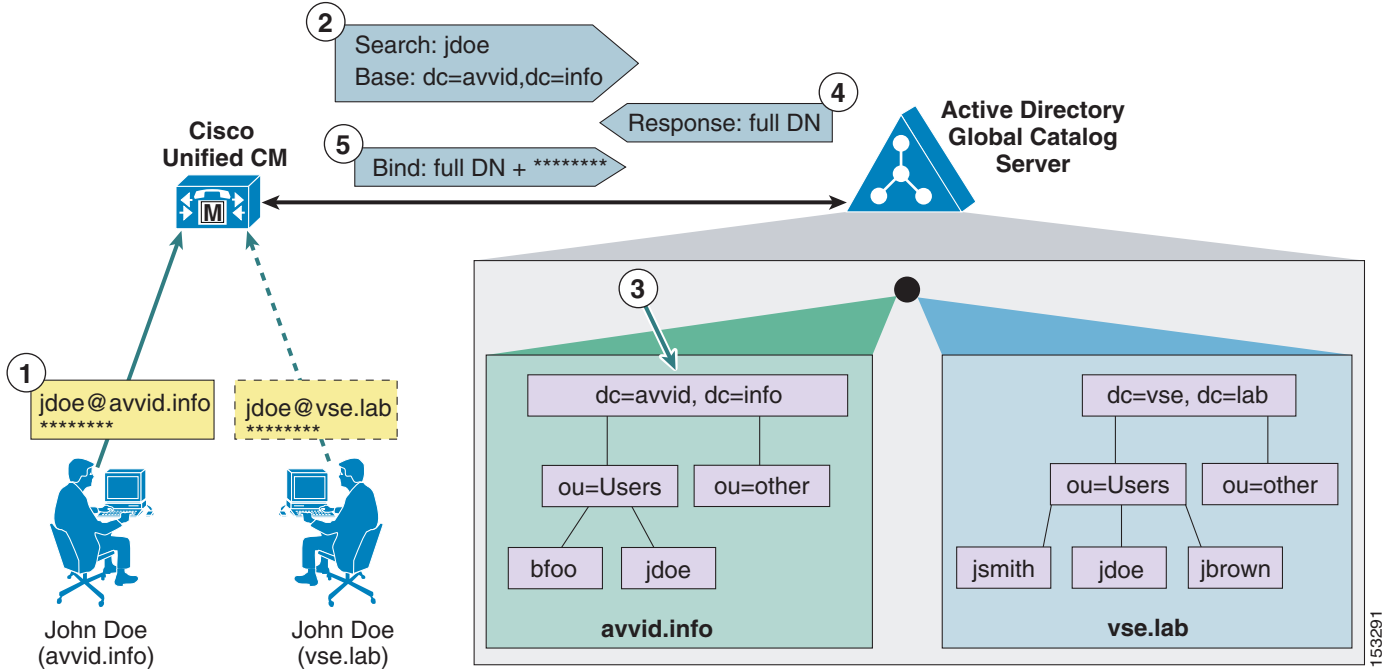 2
Search: jdoe
Base: dc=avvid,dc=info
4
Response: full DN
5
Bind: full DN + ********
Cisco
Unified CM
M
Active Directory
Global Catalog
Server
1
jdoe@avvid.info
********
jdoe@vse.lab
********
John Doe
(avvid.info)
John Doe
(vse.lab)
3
dc=avvid, dc=info
ou=Users
ou=other
bfoo
jdoe
avvid.info
dc=vse, dc=lab
ou=Users
ou=other
jsmith
jdoe
jbrown
vse.lab
153291